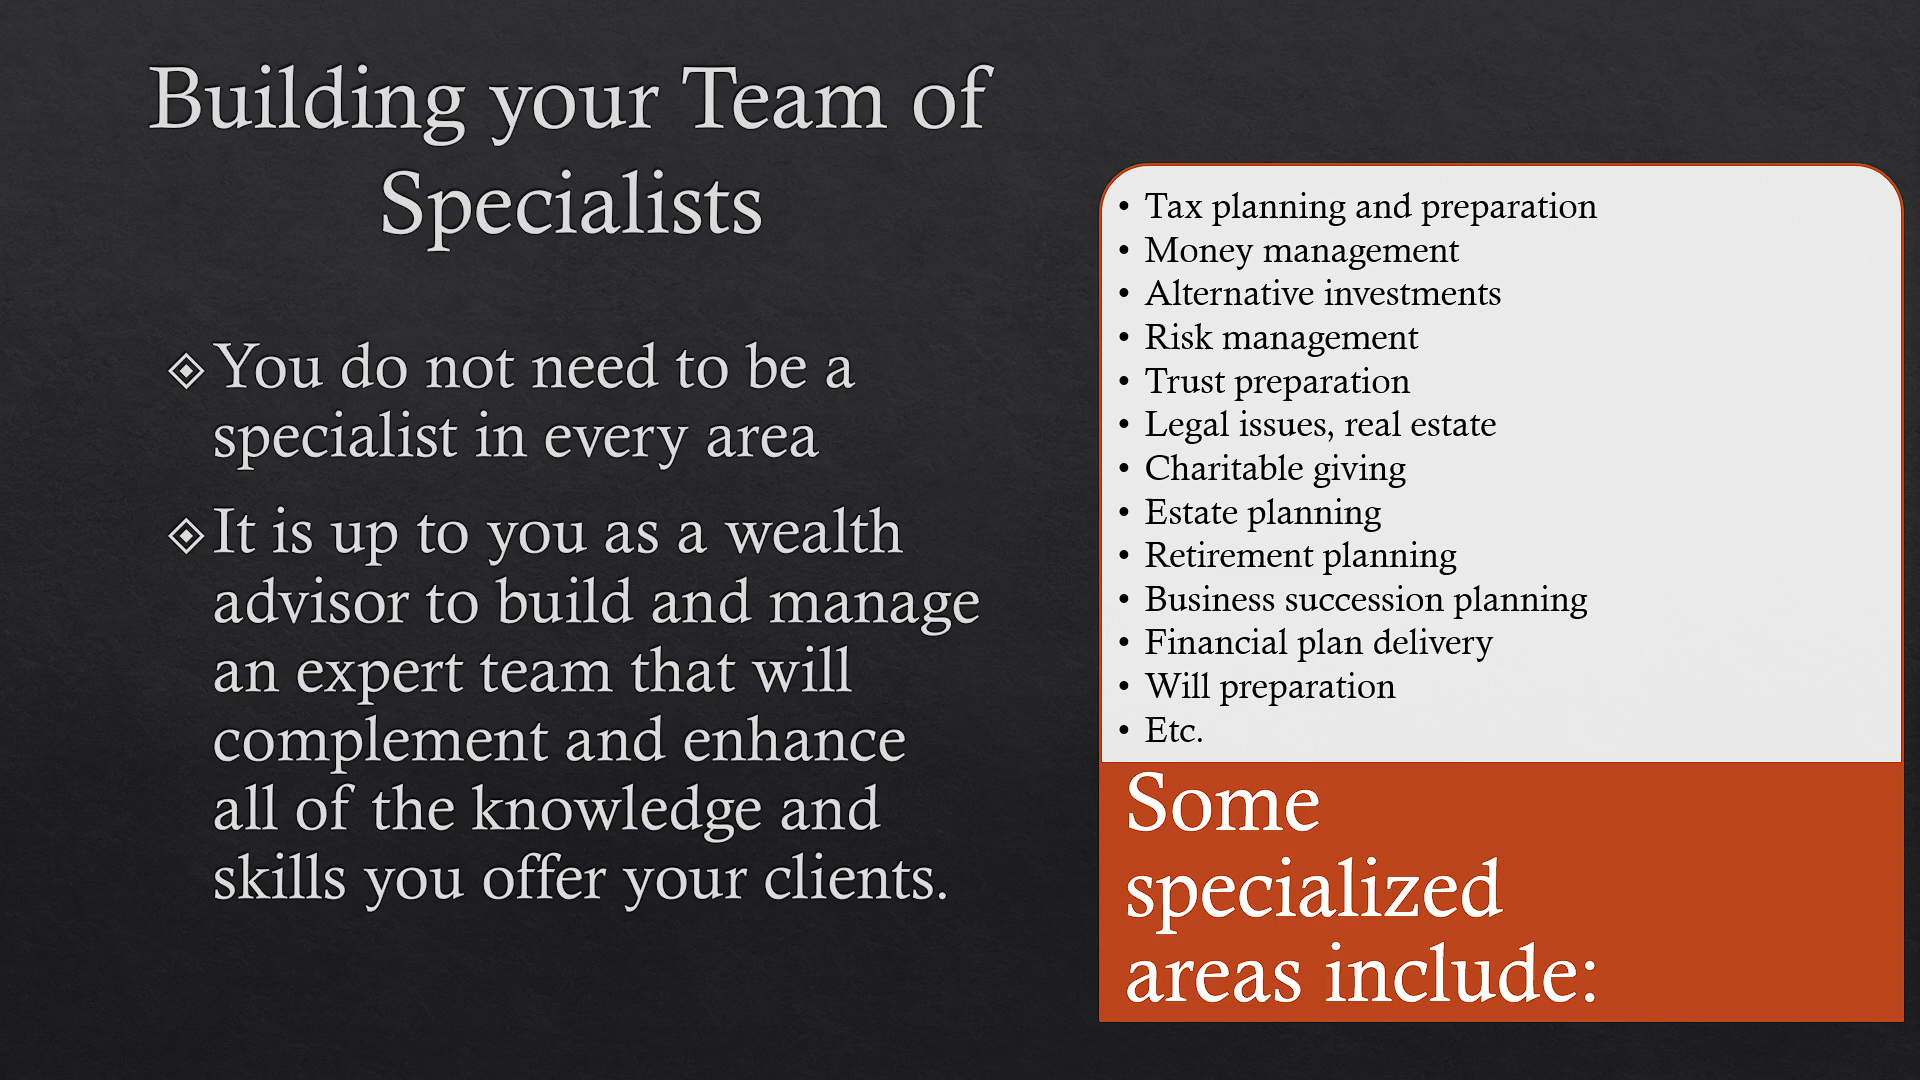 Building your Team of
Specialists
You do not need to be a
specialist in every area
It is up to you as a wealth
advisor to build and manage
an expert team that will
complement and enhance
all of the knowledge and
skills you offer your clients.
• Tax planning and preparation
• Money management
• Alternative investments
• Risk management
• Trust preparation
• Legal issues, real estate
• Charitable giving
• Estate planning
• Retirement planning
• Business succession planning
• Financial plan delivery
• Will preparation
• Etc.
Some
specialized
areas include: